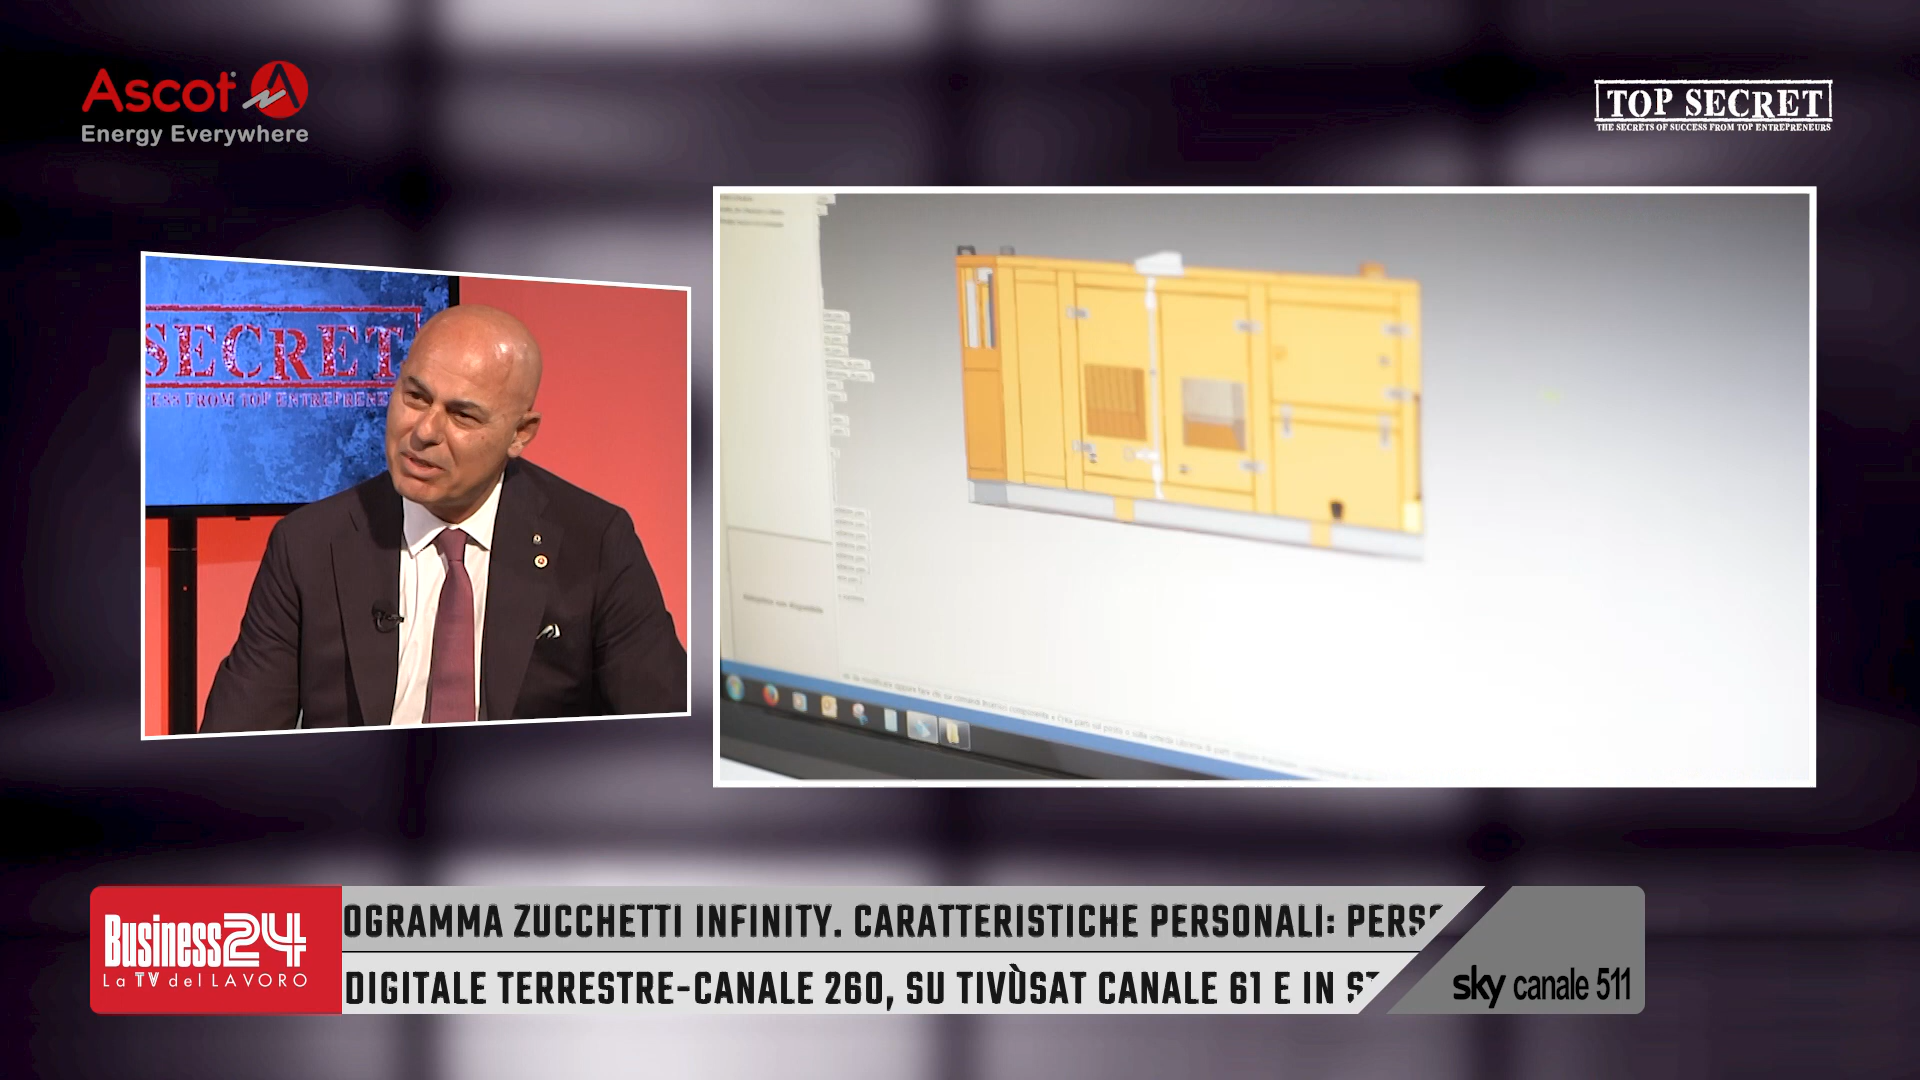 Ascot
Energy Everywhere
TOP SECRET
THE SECRETS OF SUCCESS FROM TOP ENTREPRENEURS
SECRET
ESS FROM TOP ENTREPRENE
Business24
La TV del LAVORO
OGRAMMA ZUCCHETTI INFINITY. CARATTERISTICHE PERSONALI: PERS
DIGITALE TERRESTRE-CANALE 260, SU TIVÙSAT CANALE 61 E IN ST
sky canale 511